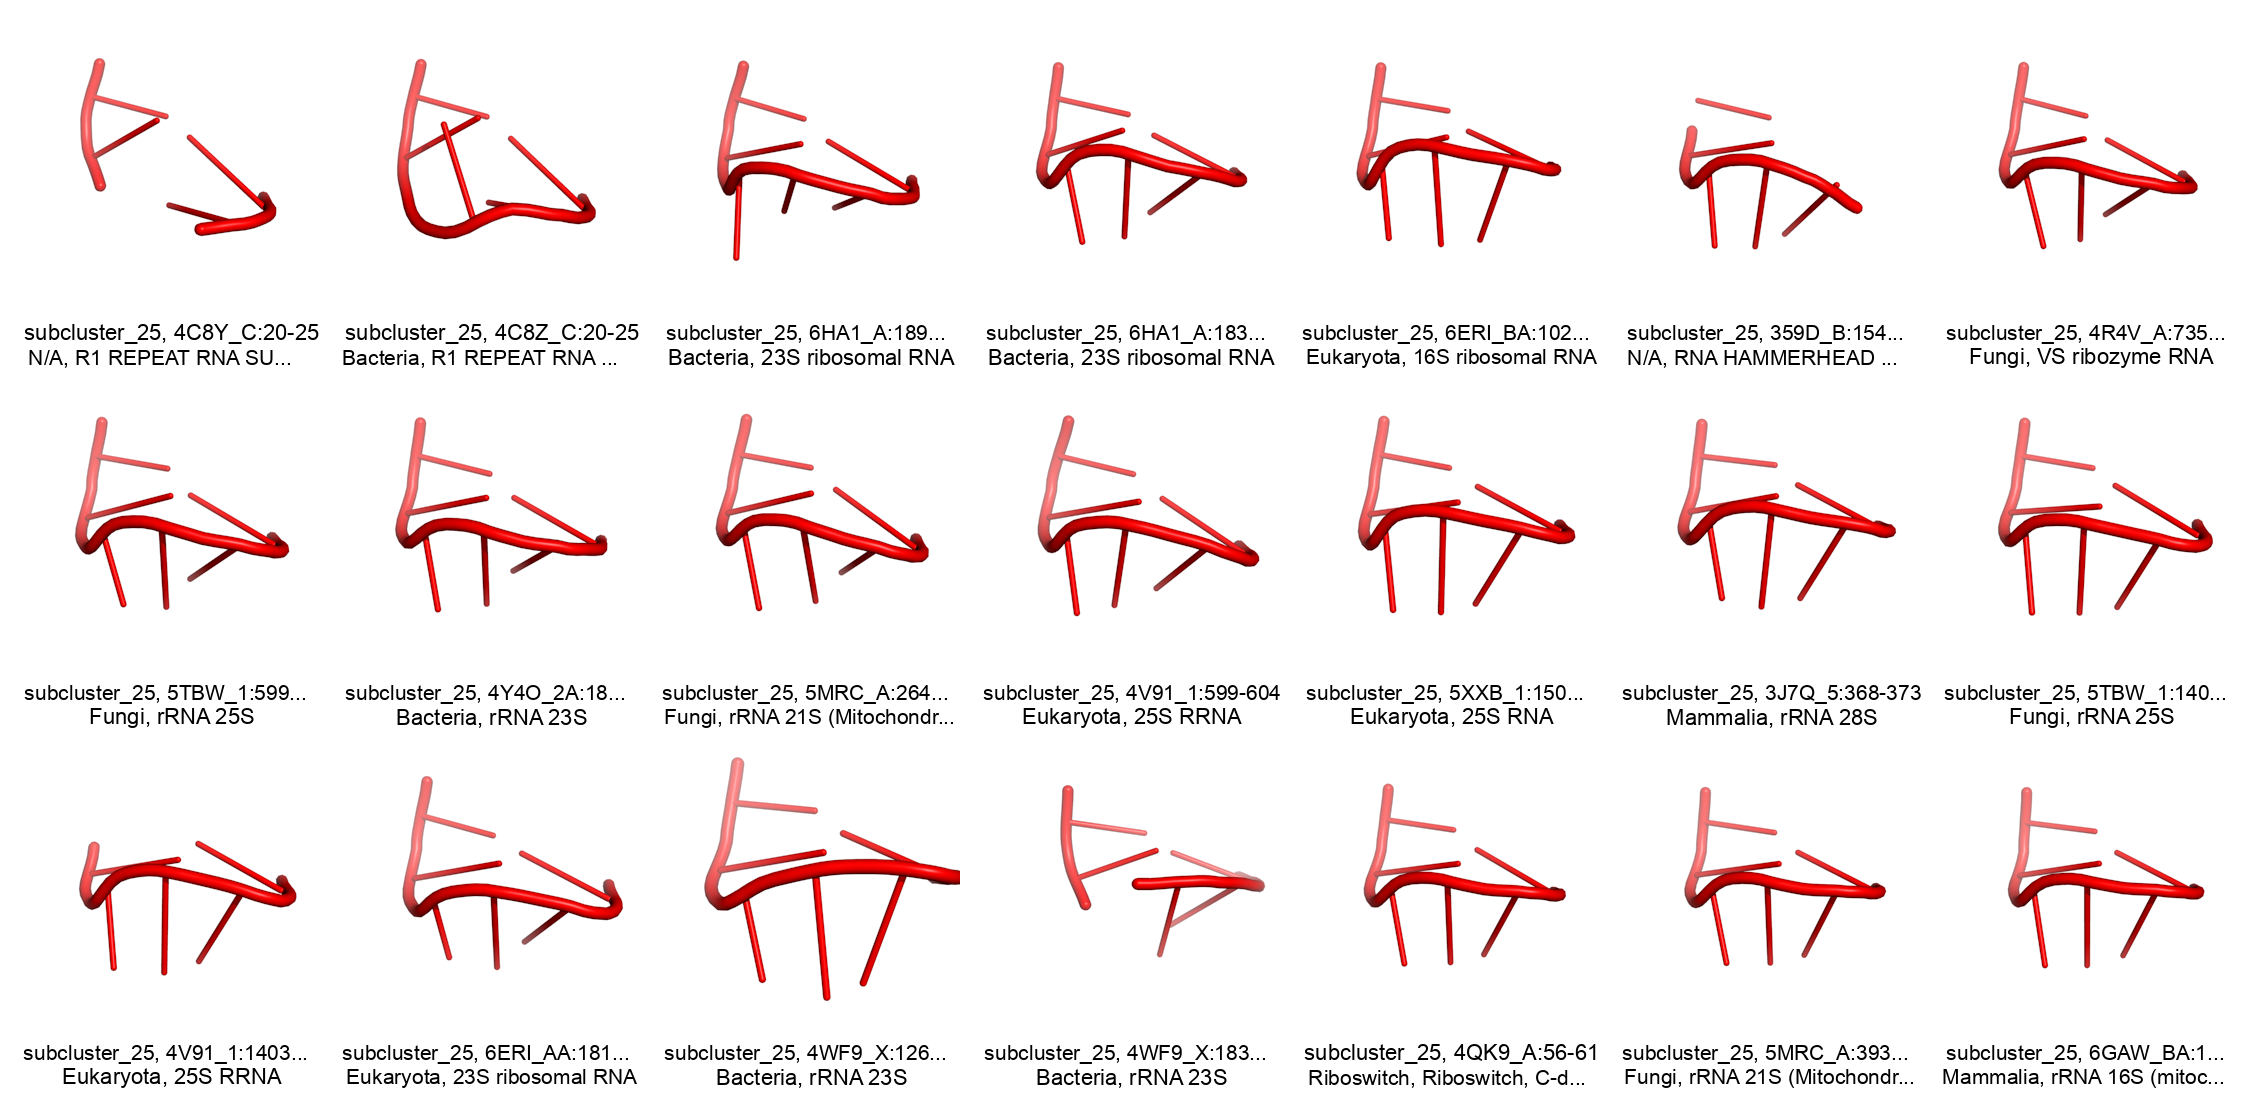 subcluster_25, 4C8Y_C:20-25
N/A, R1 REPEAT RNA SU...
subcluster_25, 4C8Z_C:20-25
Bacteria, R1 REPEAT RNA ...
subcluster_25, 6HA1_A:189...
Bacteria, 23S ribosomal RNA
subcluster_25, 6HA1_A:183...
Bacteria, 23S ribosomal RNA
subcluster_25, 6ERI_BA:102...
Eukaryota, 16S ribosomal RNA
subcluster_25, 359D_B:154...
N/A, RNA HAMMERHEAD ...
subcluster_25, 4R4V_A:735...
Fungi, VS ribozyme RNA
subcluster_25, 5TBW_1:599...
Fungi, rRNA 25S
subcluster_25, 4Y4O_2A:18...
Bacteria, rRNA 23S
subcluster_25, 5MRC_A:264...
Fungi, rRNA 21S (Mitochondr...
subcluster_25, 4V91_1:599-604
Eukaryota, 25S RRNA
subcluster_25, 5XXB_1:150...
Eukaryota, 25S RNA
subcluster_25, 3J7Q_5:368-373
Mammalia, rRNA 28S
subcluster_25, 5TBW_1:140...
Fungi, rRNA 25S
subcluster_25, 4V91_1:1403...
Eukaryota, 25S RRNA
subcluster_25, 6ERI_AA:181...
Eukaryota, 23S ribosomal RNA
subcluster_25, 4WF9_X:126...
Bacteria, rRNA 23S
subcluster_25, 4WF9_X:183...
Bacteria, rRNA 23S
subcluster_25, 4QK9_A:56-61
Riboswitch, Riboswitch, C-d...
subcluster_25, 5MRC_A:393...
Fungi, rRNA 21S (Mitochondr...
subcluster_25, 6GAW_BA:1...
Mammalia, rRNA 16S (mitoc...